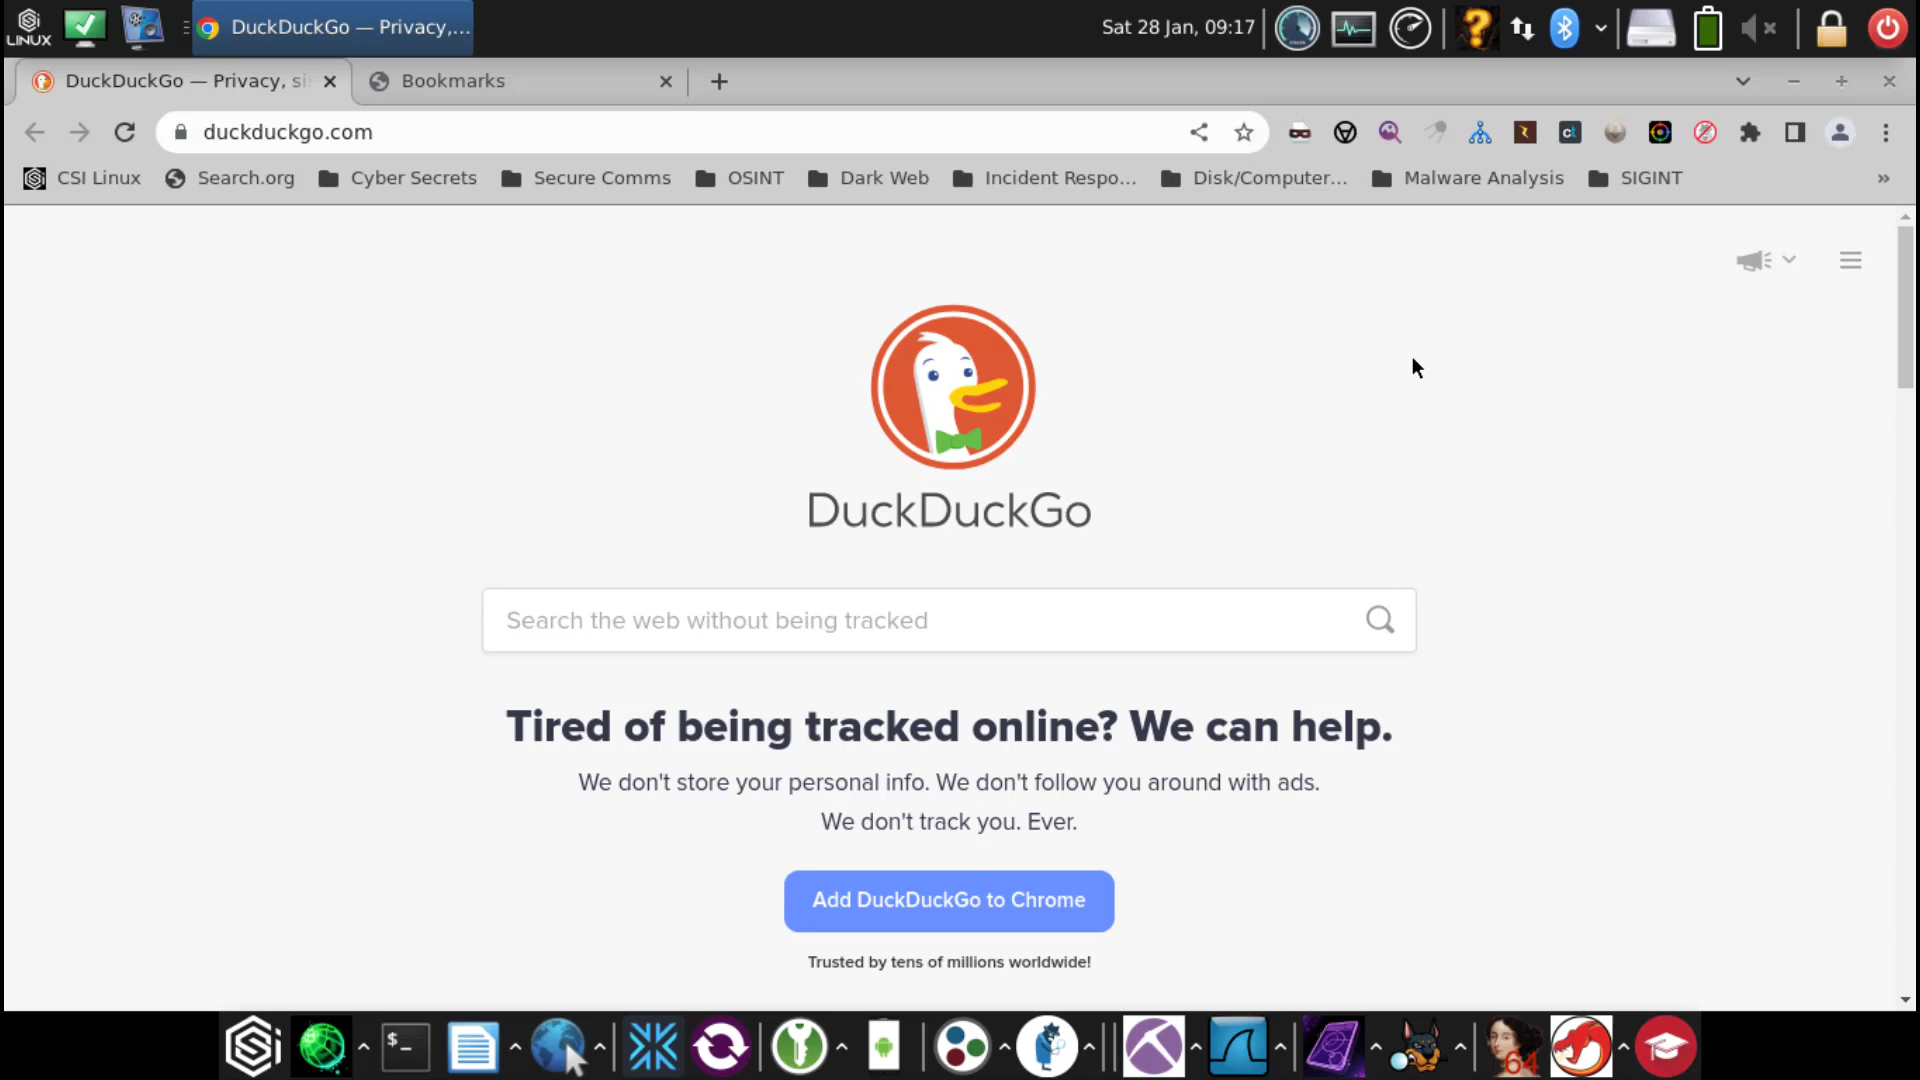 LINUX
DuckDuckGo — Privacy,...
Sat 28 Jan, 09:17
DuckDuckGo — Privacy, si
Bookmarks
duckduckgo.com
ct
CSI Linux
Search.org
Cyber Secrets
Secure Comms
OSINT
Dark Web
Incident Respo...
Disk/Computer...
Malware Analysis
SIGINT
»
DuckDuckGo
Search the web without being tracked
Tired of being tracked online? We can help.
We don't store your personal info. We don't follow you around with ads.
We don't track you. Ever.
Add DuckDuckGo to Chrome
Trusted by tens of millions worldwide!
$_
64